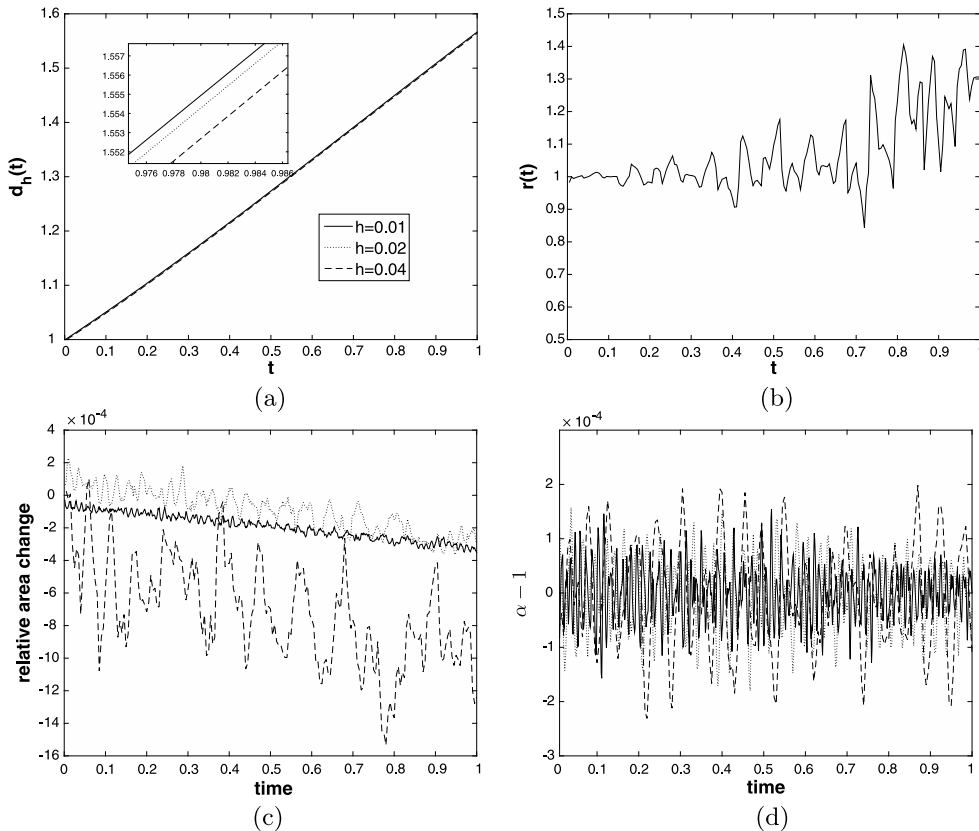 1.6
1.5
1.4
1.3
1.2
1.1
1
d_h(t)
1.557
1.556
1.555
1.554
1.553
1.552
0.976 0.978 0.98 0.982 0.984 0.986
h=0.01
h=0.02
h=0.04
0 0.1 0.2 0.3 0.4 0.5 0.6 0.7 0.8 0.9 1
t
(a)
1.5
1.4
1.3
1.2
1.1
1.0
0.9
0.8
0.7
0.6
0.5
r(t)
0 0.1 0.2 0.3 0.4 0.5 0.6 0.7 0.8 0.9
t
(b)
× 10^-4
4
2
0
-2
-4
-6
-8
-10
-12
-14
-16
relative area change
0 0.1 0.2 0.3 0.4 0.5 0.6 0.7 0.8 0.9 1
time
(c)
×10^-4
3
2
1
0
-1
-2
-3
α − 1
0 0.1 0.2 0.3 0.4 0.5 0.6 0.7 0.8 0.9 1
time
(d)